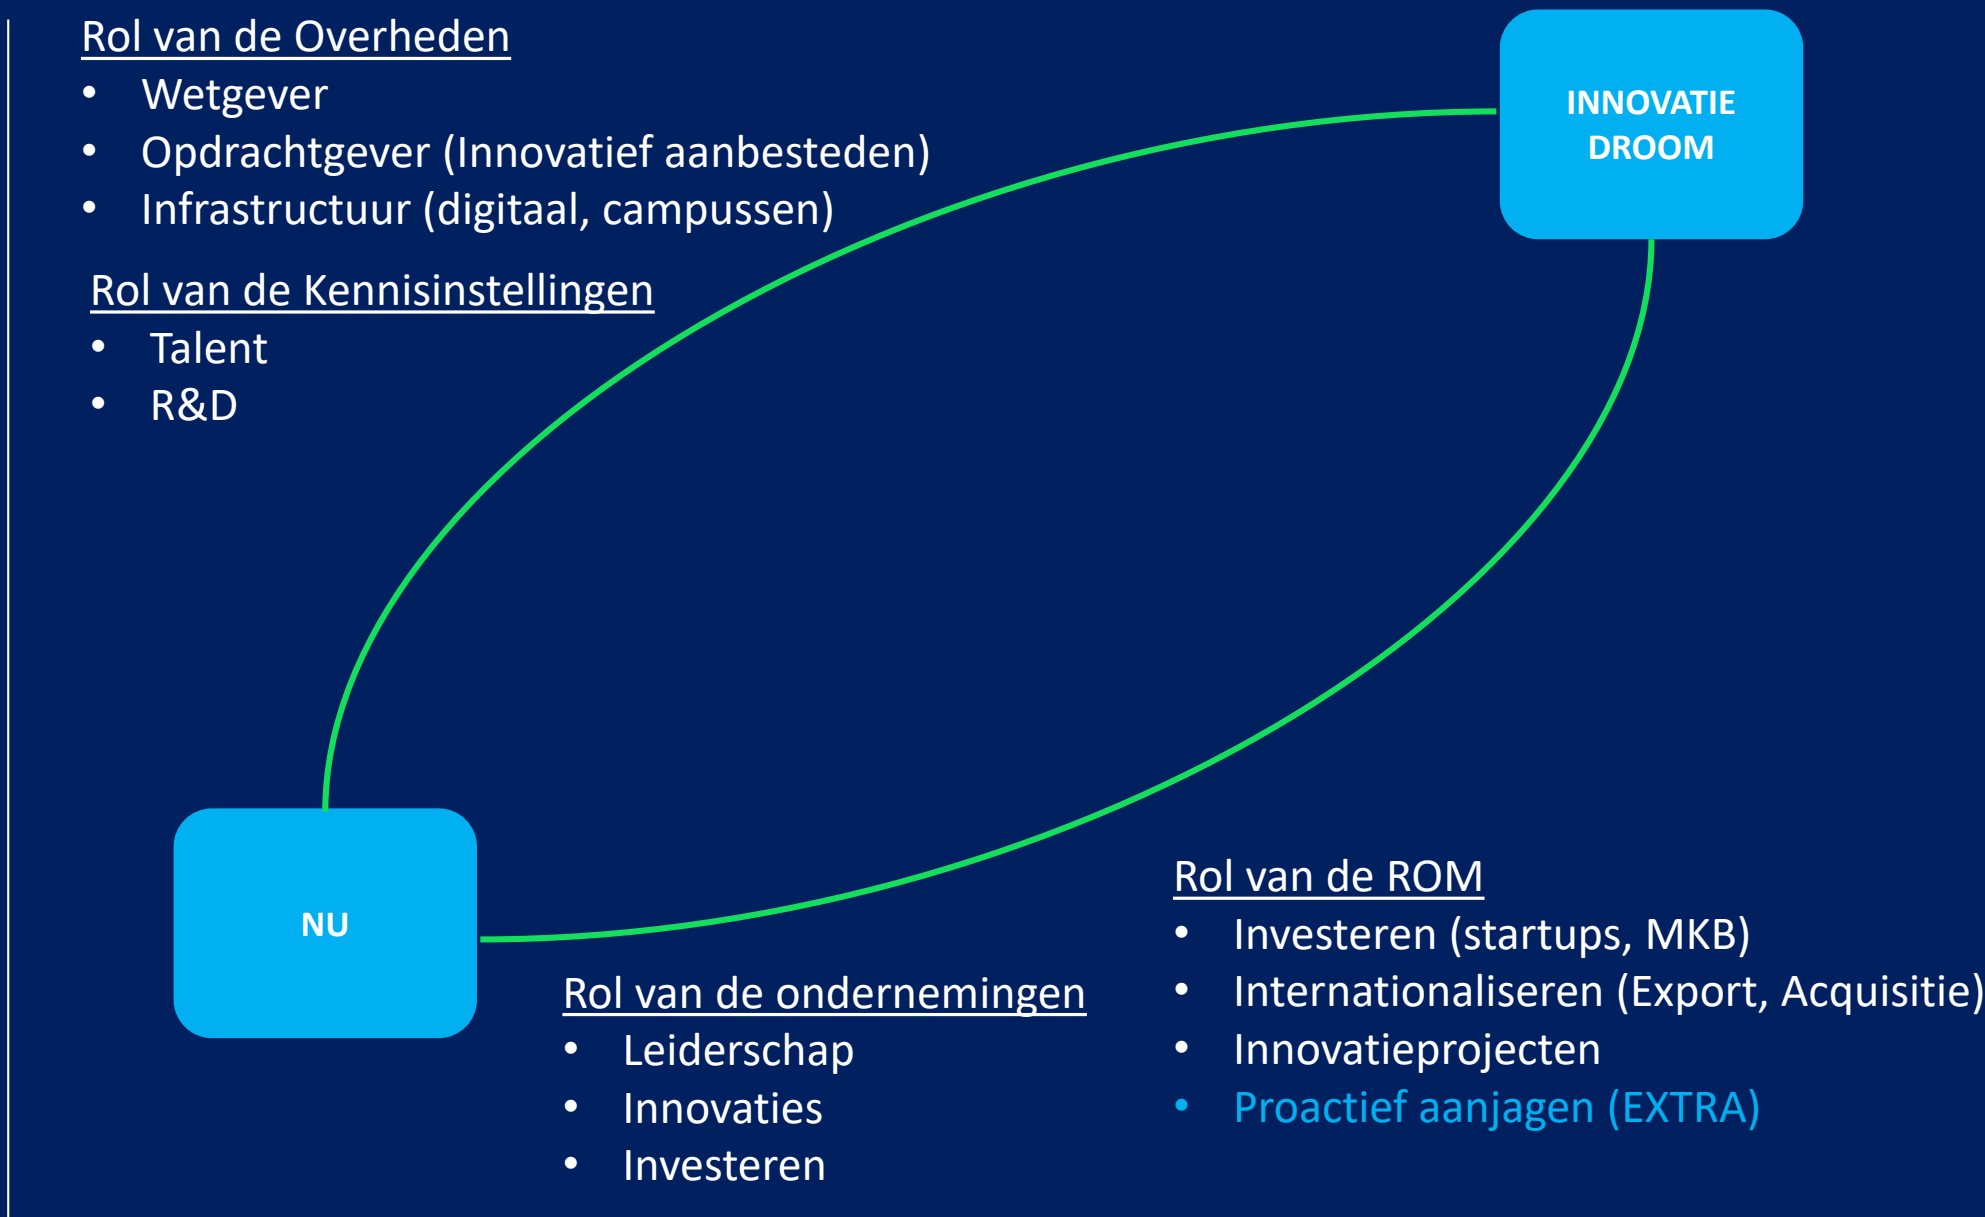 Rol van de Overheden
• Wetgever
• Opdrachtgever (Innovatief aanbesteden)
• Infrastructuur (digitaal, campussen)
Rol van de Kennisinstellingen
• Talent
• R&D
INNOVATIE
DROOM
NU
Rol van de ondernemingen
• Leiderschap
• Innovaties
• Investeren
Rol van de ROM
• Investeren (startups, MKB)
• Internationaliseren (Export, Acquisitie)
• Innovatieprojecten
• Proactief aanjagen (EXTRA)